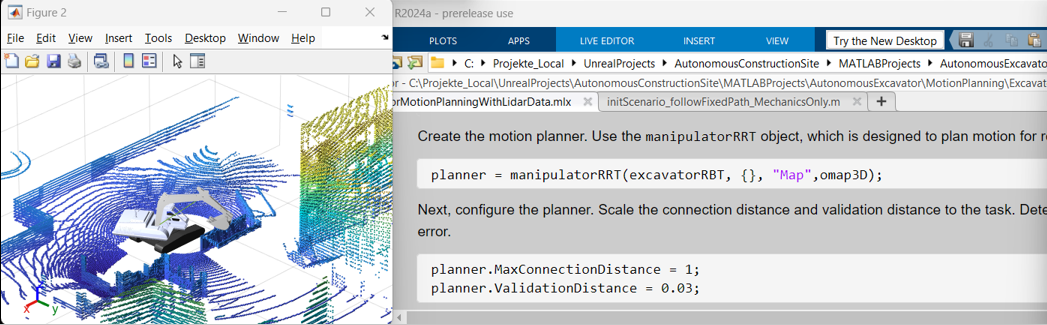 Figure 2
File Edit View Insert Tools Desktop Window Help
x y
R2024a - prerelease use
PLOTS APPS LIVE EDITOR INSERT VIEW Try the New Desktop
C: Projekte_Local UnrealProjects AutonomousConstructionSite MATLABProjects AutonomousExcavato
or - C:\Projekte_Local\UnrealProjects\AutonomousConstructionSite\MATLABProjects\AutonomousExcavator\MotionPlanning\Excavat
orMotionPlanningWithLidarData.mlx initScenario_followFixedPath_MechanicsOnly.m
Create the motion planner. Use the manipulatorRRT object, which is designed to plan motion for r
planner = manipulatorRRT(excavatorRBT, {}, "Map",omap3D);
Next, configure the planner. Scale the connection distance and validation distance to the task. Dete
error.
planner.MaxConnectionDistance = 1;
planner.ValidationDistance = 0.03;